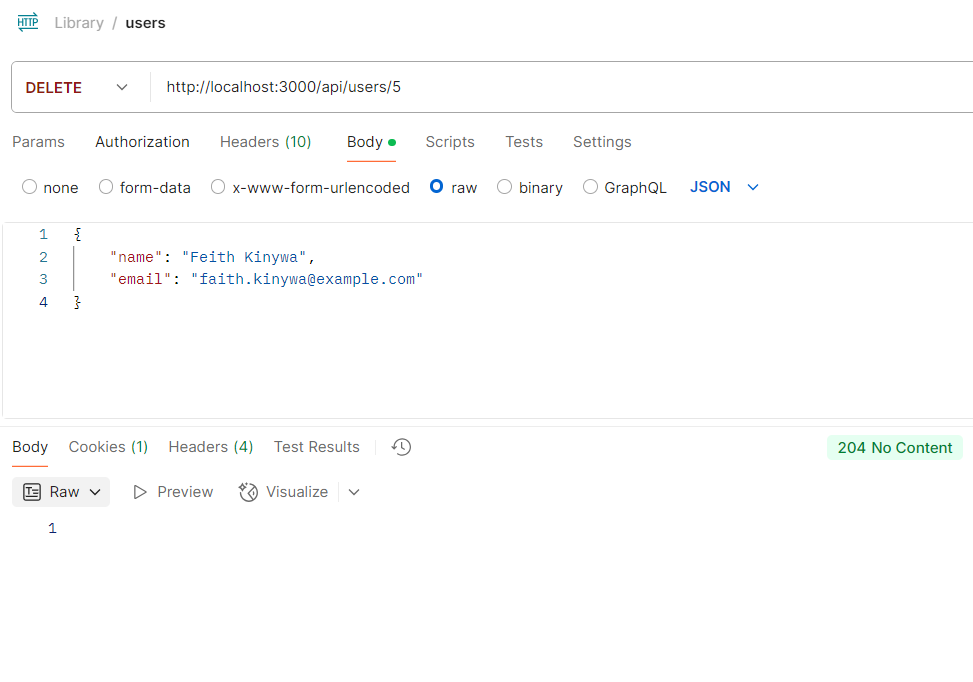 HTTP Library / users
DELETE http://localhost:3000/api/users/5
Params Authorization Headers (10) Body Scripts Tests Settings
none form-data x-www-form-urlencoded raw binary GraphQL JSON
1 {
2 "name": "Feith Kinywa",
3 "email": "faith.kinywa@example.com"
4 }
Body Cookies (1) Headers (4) Test Results 204 No Content
Raw Preview Visualize
1